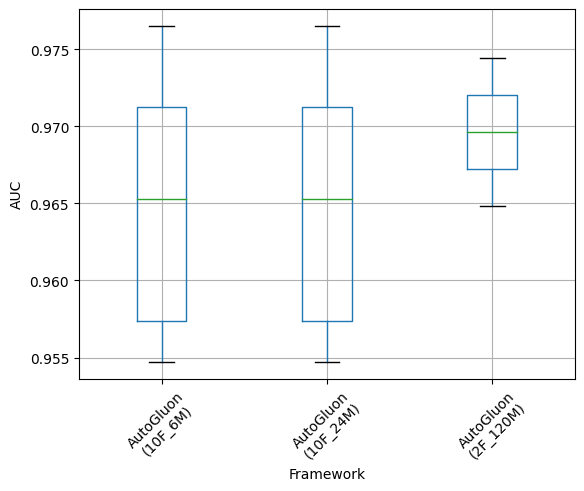 0.975
0.970
0.965
0.960
0.955
AUC
AutoGluon
(10F_6M)
AutoGluon
(10F_24M)
AutoGluon
(2F_120M)
Framework